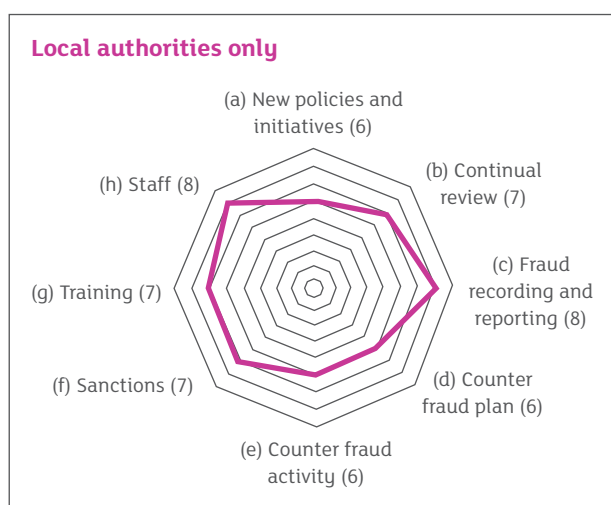 Local authorities only
(a) New policies and
initiatives (6)
(b) Continual
review (7)
(c) Fraud
recording and
reporting (8)
(d) Counter
fraud plan (6)
(e) Counter fraud
activity (6)
(f) Sanctions (7)
(g) Training (7)
(h) Staff (8)